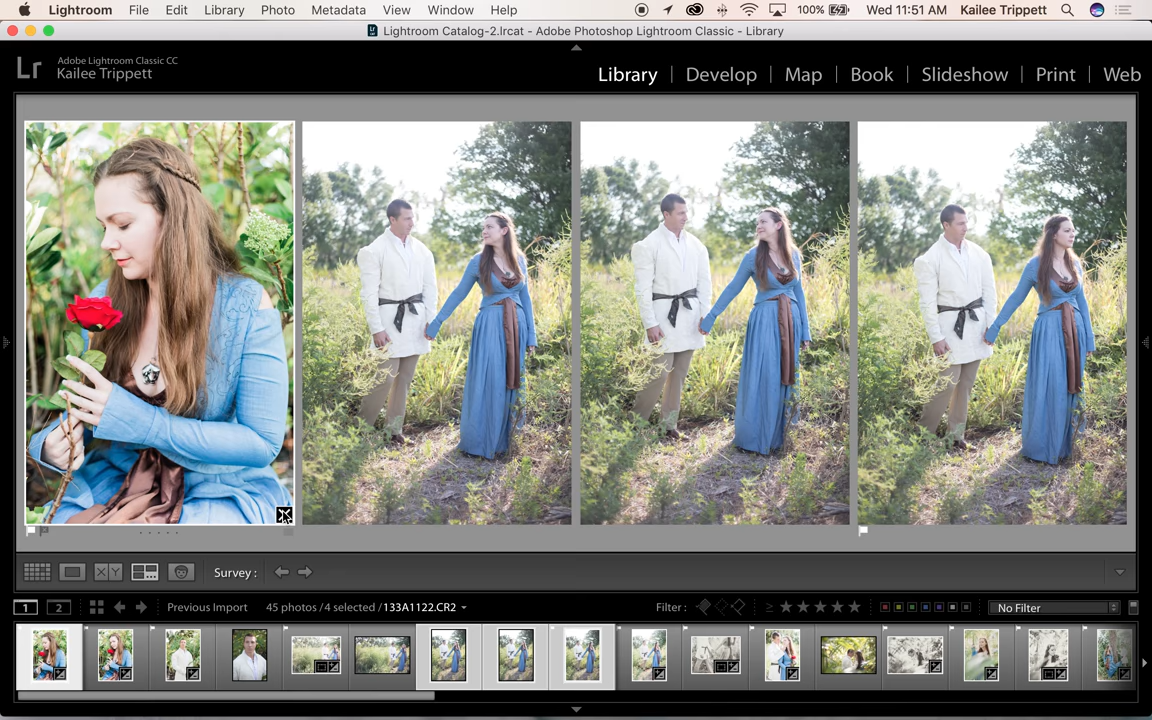 Lightroom File Edit Library Photo Metadata View Window Help 100% Wed 11:51 AM Kailee Trippett
Lightroom Catalog-2.lrcat - Adobe Photoshop Lightroom Classic - Library
Lr Adobe Lightroom Classic CC
Kailee Trippett
Library | Develop | Map | Book | Slideshow | Print | Web
XY Survey :
1 2 Previous Import 45 photos / 4 selected / 133A1122.CR2 Filter : ≥ No Filter